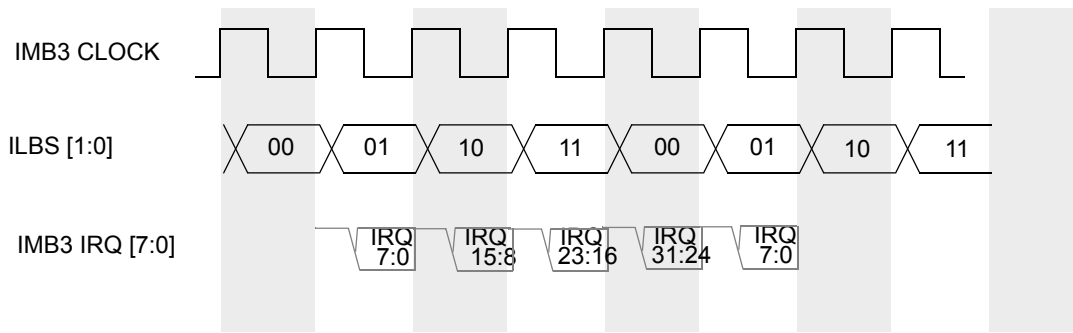 IMB3 CLOCK
ILBS [1:0]
00 01 10 11 00 01 10 11
IMB3 IRQ [7:0]
IRQ IRQ IRQ IRQ IRQ
7:0 15:8 23:16 31:24 7:0